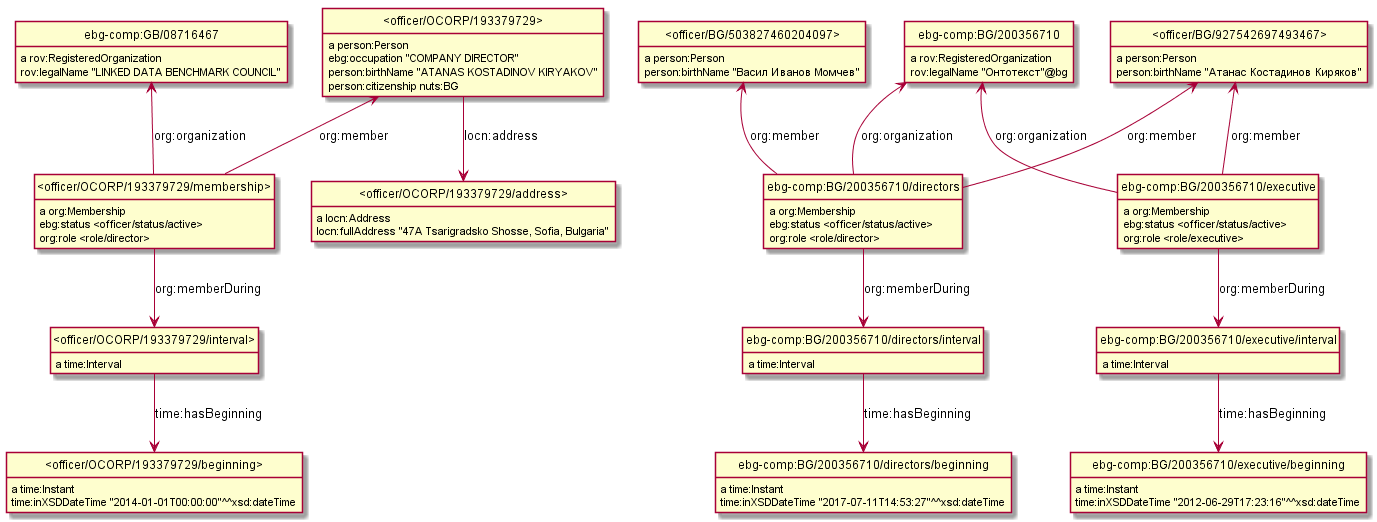 ebg-comp:GB/08716467
a rov:RegisteredOrganization
rov:legalName "LINKED DATA BENCHMARK COUNCIL"
<officer/OCORP/193379729>
a person:Person
ebg:occupation "COMPANY DIRECTOR"
person:birthName "ATANAS KOSTADINOV KIRYAKOV"
person:citizenship nuts:BG
<officer/BG/503827460204097>
a person:Person
person:birthName "Васил Иванов Момчев"
ebg-comp:BG/200356710
a rov:RegisteredOrganization
rov:legalName "Онтотекст"@bg
<officer/BG/927542697493467>
a person:Person
person:birthName "Атанас Костадинов Киряков"
org:organization
org:member
locn:address
org:member
org:organization
org:organization
org:member
org:member
<officer/OCORP/193379729/membership>
a org:Membership
ebg:status <officer/status/active>
org:role <role/director>
<officer/OCORP/193379729/address>
a locn:Address
locn:fullAddress "47A Tsarigradsko Shosse, Sofia, Bulgaria"
ebg-comp:BG/200356710/directors
a org:Membership
ebg:status <officer/status/active>
org:role <role/director>
ebg-comp:BG/200356710/executive
a org:Membership
ebg:status <officer/status/active>
org:role <role/executive>
org:memberDuring
org:memberDuring
org:memberDuring
<officer/OCORP/193379729/interval>
a time:Interval
ebg-comp:BG/200356710/directors/interval
a time:Interval
ebg-comp:BG/200356710/executive/interval
a time:Interval
time:hasBeginning
time:hasBeginning
time:hasBeginning
<officer/OCORP/193379729/beginning>
a time:Instant
time:inXSDDateTime "2014-01-01T00:00:00"^^xsd:dateTime
ebg-comp:BG/200356710/directors/beginning
a time:Instant
time:inXSDDateTime "2017-07-11T14:53:27"^^xsd:dateTime
ebg-comp:BG/200356710/executive/beginning
a time:Instant
time:inXSDDateTime "2012-06-29T17:23:16"^^xsd:dateTime